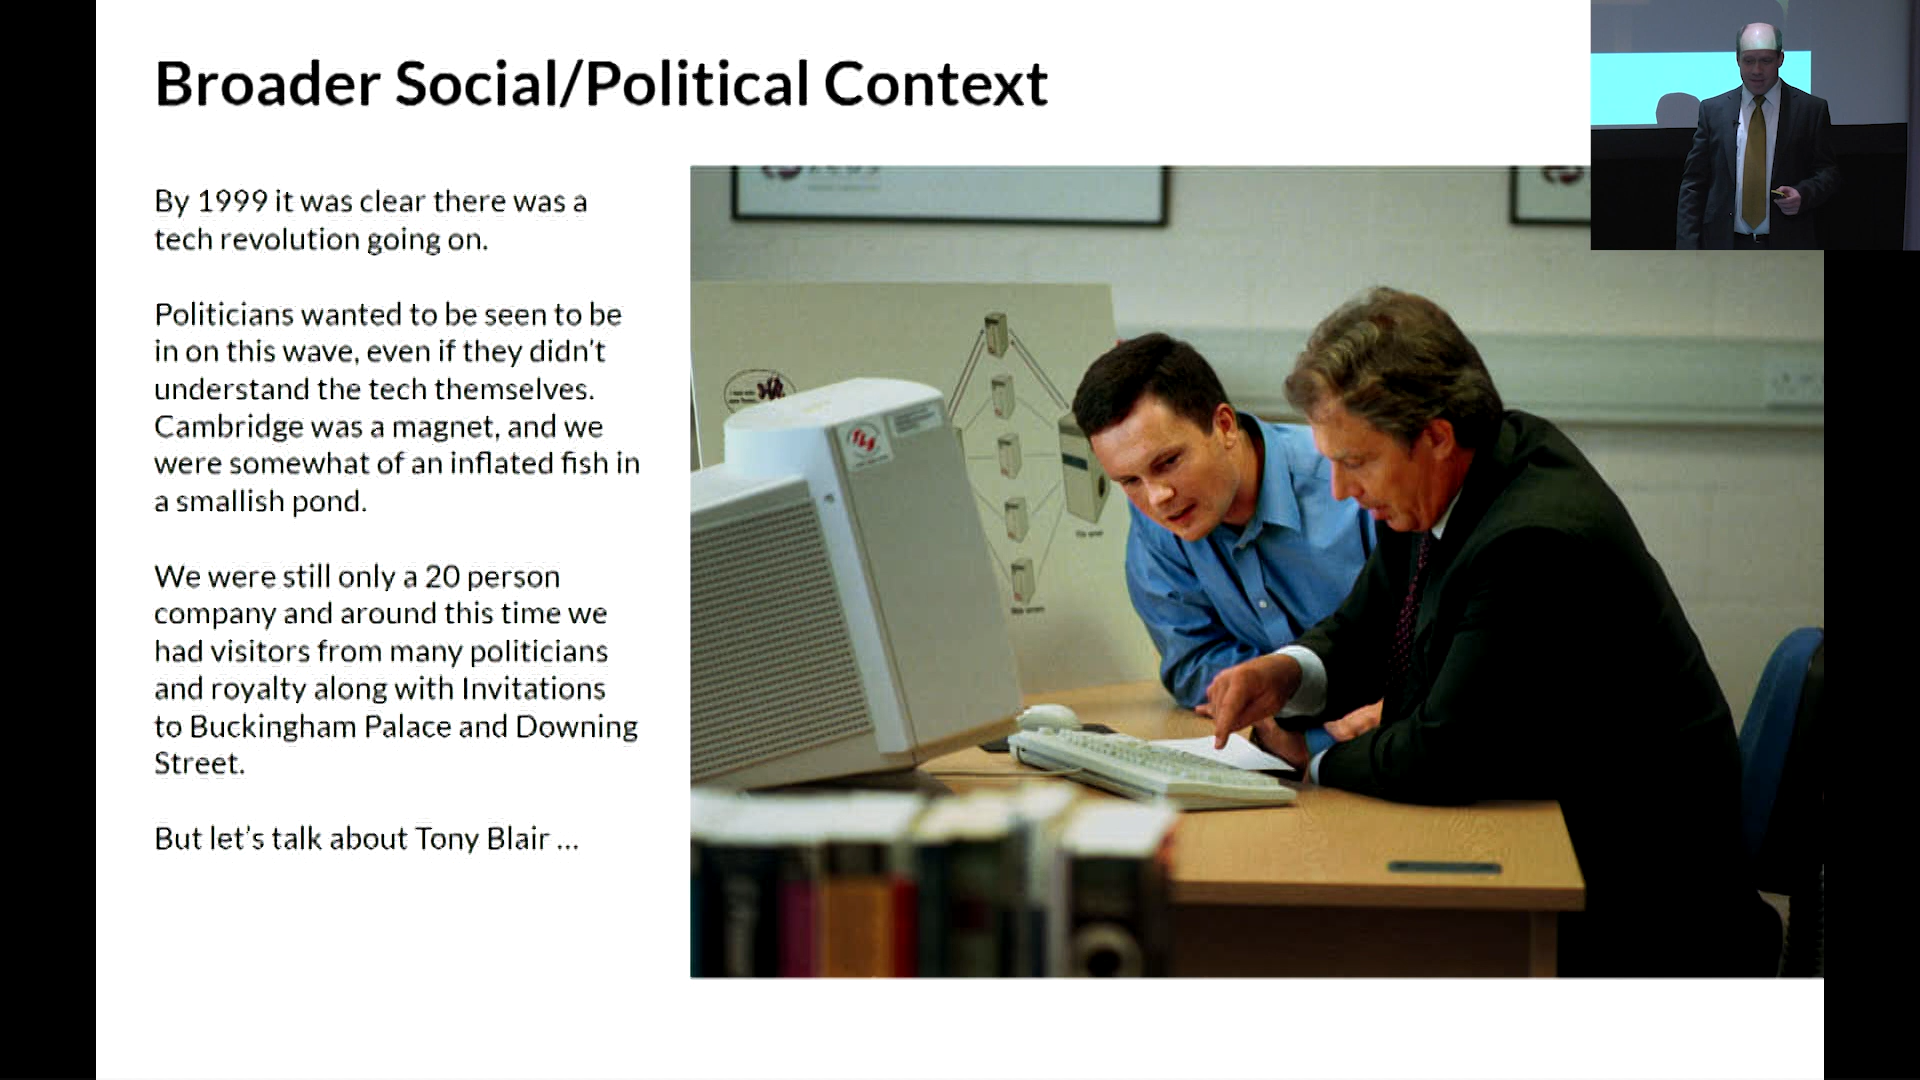 Broader Social/Political Context
By 1999 it was clear there was a
tech revolution going on.
Politicians wanted to be seen to be
in on this wave, even if they didn't
understand the tech themselves.
Cambridge was a magnet, and we
were somewhat of an inflated fish in
a smallish pond.
We were still only a 20 person
company and around this time we
had visitors from many politicians
and royalty along with Invitations
to Buckingham Palace and Downing
Street.
But let's talk about Tony Blair ...